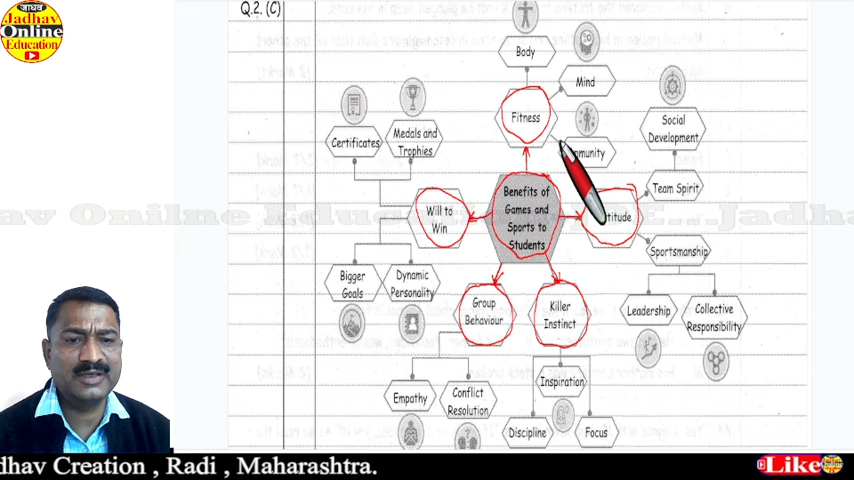 जाधव
Jadhav
Online
Education
Q.2. (C)
Body
Mind
Fitness
Certificates
Medals and
Trophies
Social
Development
Team Spirit
Will to
Win
Benefits of
Games and
Sports to
Students
Sportsmanship
Bigger
Goals
Dynamic
Personality
Group
Behaviour
Killer
Instinct
Leadership
Collective
Responsibility
Empathy
Conflict
Resolution
Inspiration
Discipline
Focus
dhav Creation , Radi , Maharashtra.
Like